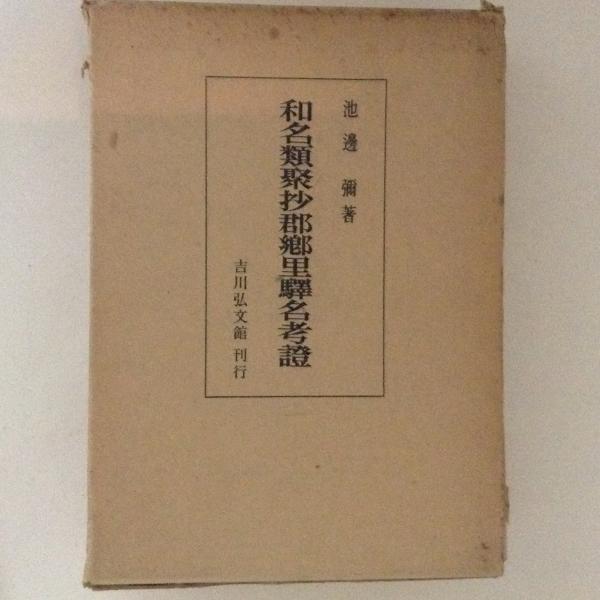 池邊彌著
和名類聚抄郡鄕里驛名考證
吉川弘文館刊行